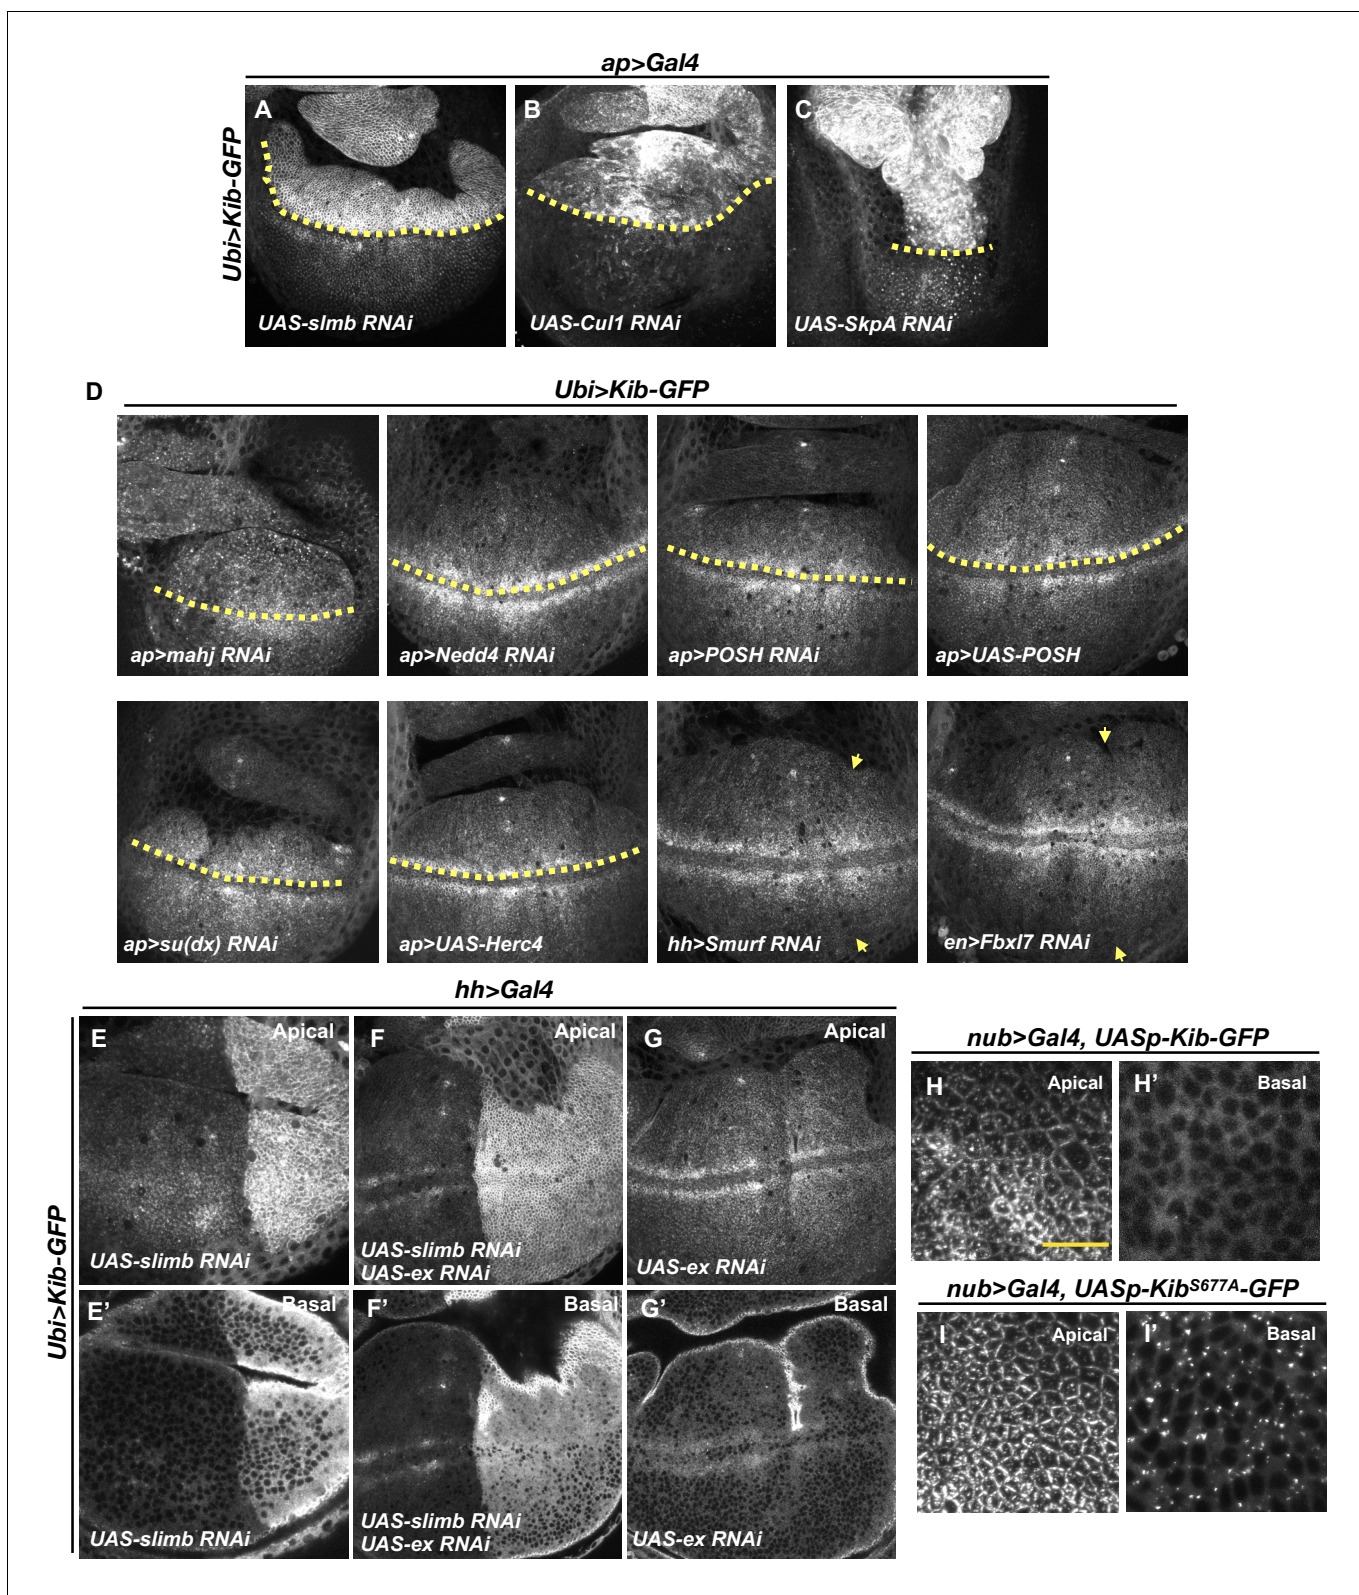 ap>Gal4
Ubi>Kib-GFP
A
B
C
UAS-slmb RNAi
UAS-Cul1 RNAi
UAS-SkpA RNAi
D
Ubi>Kib-GFP
ap>mahj RNAi
ap>Nedd4 RNAi
ap>POSH RNAi
ap>UAS-POSH
ap>su(dx) RNAi
ap>UAS-Herc4
hh>Smurf RNAi
en>Fbxl7 RNAi
hh>Gal4
Ubi>Kib-GFP
E Apical
F Apical
G Apical
UAS-slimb RNAi
UAS-slimb RNAi
UAS-ex RNAi
UAS-ex RNAi
E' Basal
F' Basal
G' Basal
UAS-slimb RNAi
UAS-slimb RNAi
UAS-ex RNAi
UAS-ex RNAi
nub>Gal4, UASp-Kib-GFP
H Apical
H' Basal
nub>Gal4, UASp-Kib^S677A-GFP
I Apical
I' Basal